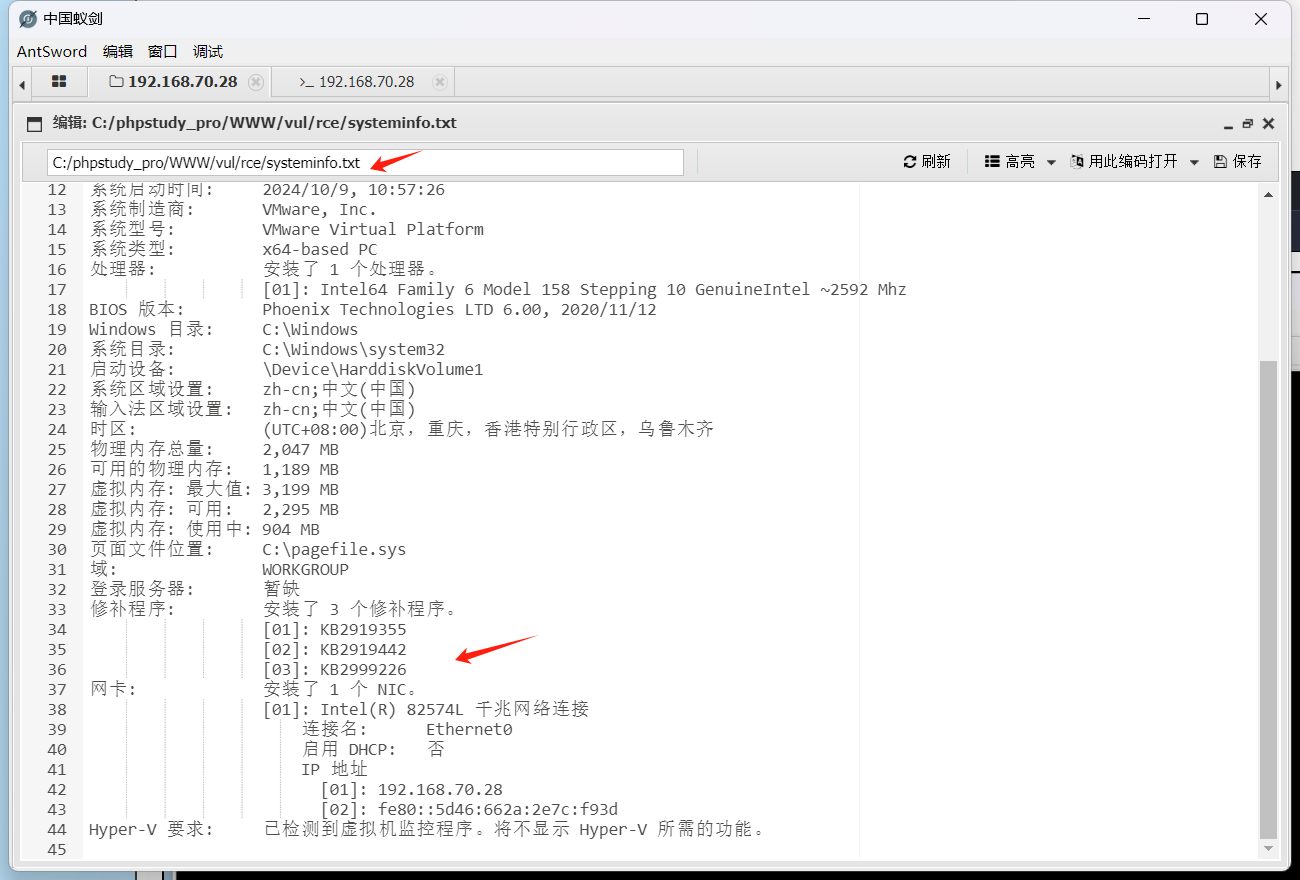 中国蚁剑
AntSword 编辑 窗口 调试
192.168.70.28 >_ 192.168.70.28
编辑: C:/phpstudy_pro/WWW/vul/rce/systeminfo.txt
C:/phpstudy_pro/WWW/vul/rce/systeminfo.txt 刷新 高亮 用此编码打开 保存
12 系统启动时间: 2024/10/9, 10:57:26
13 系统制造商: VMware, Inc.
14 系统型号: VMware Virtual Platform
15 系统类型: x64-based PC
16 处理器: 安装了 1 个处理器。
17 [01]: Intel64 Family 6 Model 158 Stepping 10 GenuineIntel ~2592 Mhz
18 BIOS 版本: Phoenix Technologies LTD 6.00, 2020/11/12
19 Windows 目录: C:\Windows
20 系统目录: C:\Windows\system32
21 启动设备: \Device\HarddiskVolume1
22 系统区域设置: zh-cn;中文(中国)
23 输入法区域设置: zh-cn;中文(中国)
24 时区: (UTC+08:00)北京，重庆，香港特别行政区，乌鲁木齐
25 物理内存总量: 2,047 MB
26 可用的物理内存: 1,189 MB
27 虚拟内存: 最大值: 3,199 MB
28 虚拟内存: 可用: 2,295 MB
29 虚拟内存: 使用中: 904 MB
30 页面文件位置: C:\pagefile.sys
31 域: WORKGROUP
32 登录服务器: 暂缺
33 修补程序: 安装了 3 个修补程序。
34 [01]: KB2919355
35 [02]: KB2919442
36 [03]: KB2999226
37 网卡: 安装了 1 个 NIC。
38 [01]: Intel(R) 82574L 千兆网络连接
39 连接名: Ethernet0
40 启用 DHCP: 否
41 IP 地址
42 [01]: 192.168.70.28
43 [02]: fe80::5d46:662a:2e7c:f93d
44 Hyper-V 要求: 已检测到虚拟机监控程序。将不显示 Hyper-V 所需的功能。
45